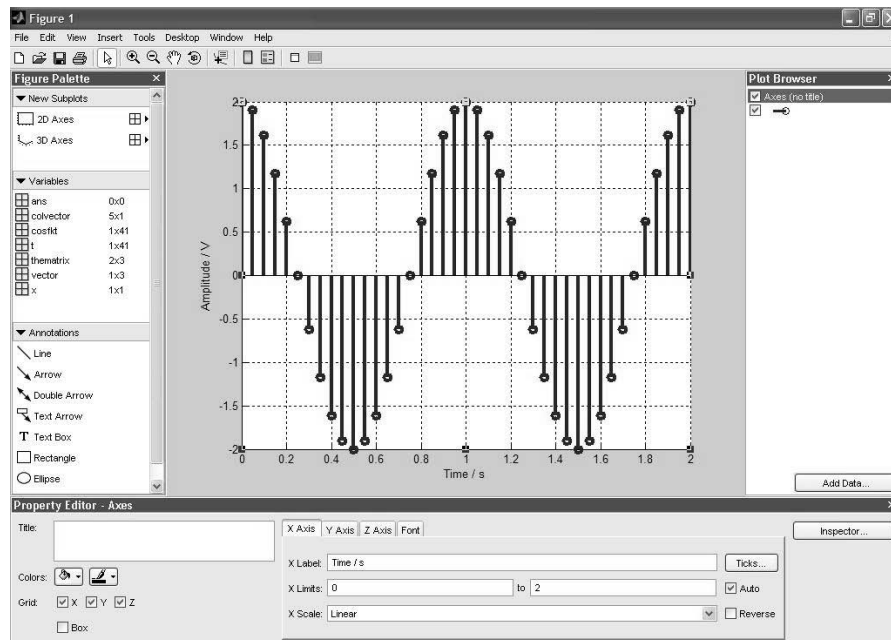 Figure 1
File Edit View Insert Tools Desktop Window Help
Figure Palette
New Subplots
2D Axes
3D Axes
Variables
ans 0x0
colvector 5x1
cosfkt 1x41
t 1x41
thematrix 2x3
vector 1x3
x 1x1
Annotations
Line
Arrow
Double Arrow
Text Arrow
T Text Box
Rectangle
Ellipse
2
1.5
1
0.5
0
-0.5
-1
-1.5
-2
Amplitude / V
0 0.2 0.4 0.6 0.8 1 1.2 1.4 1.6 1.8 2
Time / s
Plot Browser
Axes (no title)
Add Data...
Property Editor - Axes
Title:
Colors:
Grid: X Y Z
Box
X Axis Y Axis Z Axis Font
X Label: Time / s Ticks...
X Limits: 0 to 2 Auto
X Scale: Linear Reverse
Inspector...